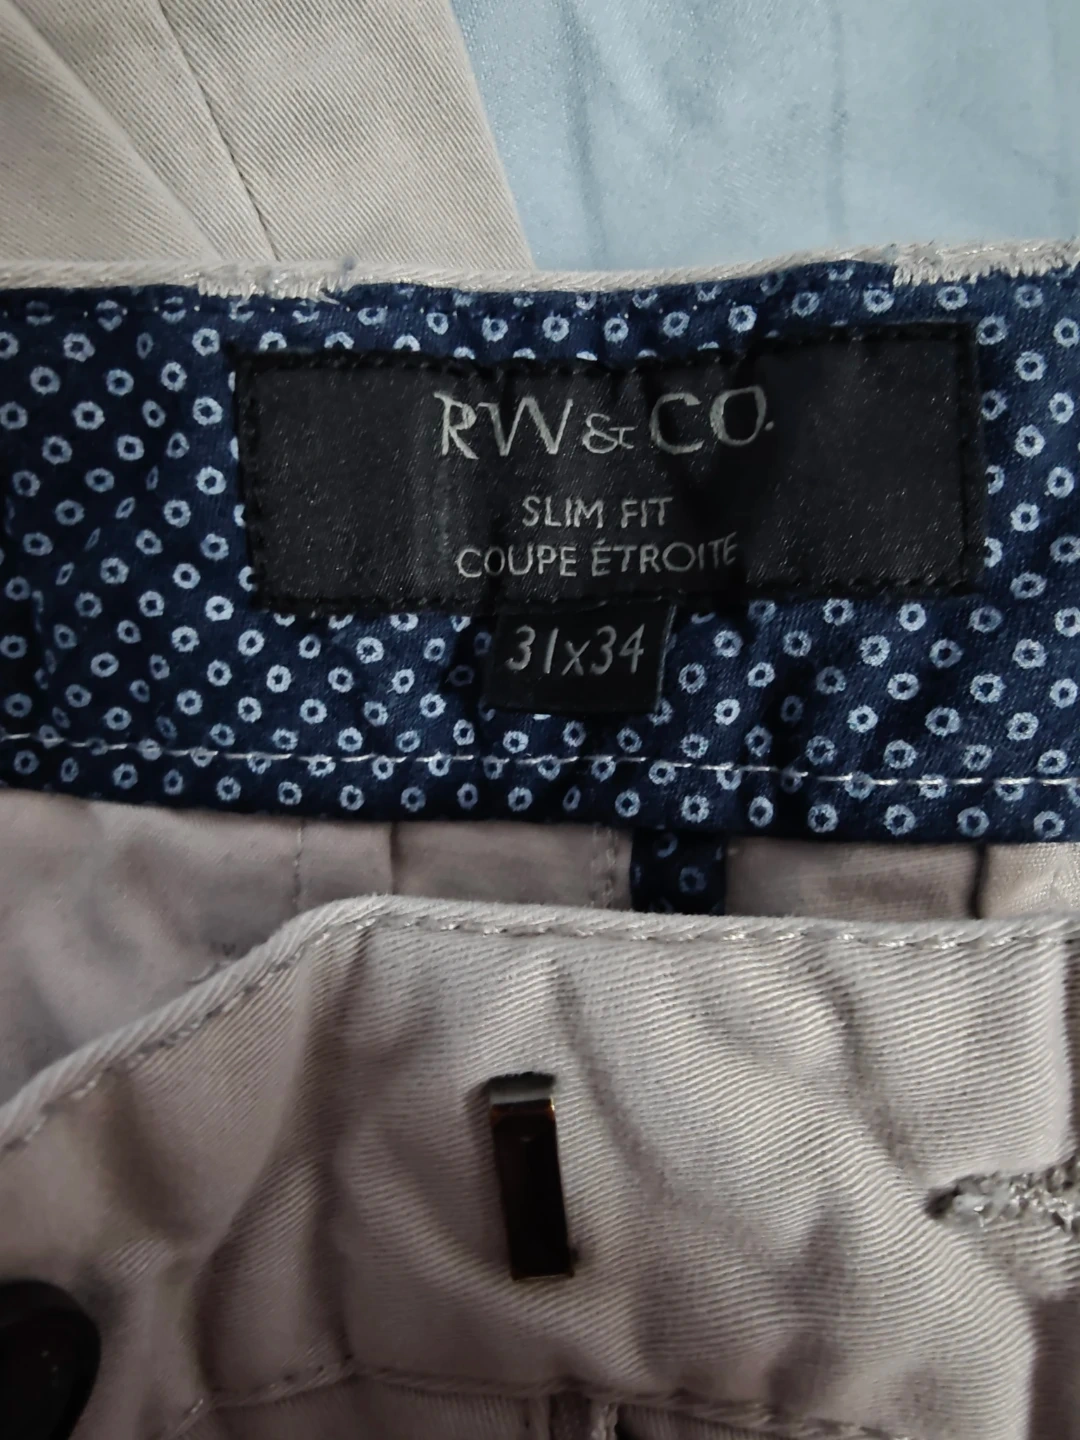 RW & CO.
SLIM FIT
COUPE ÉTROITE
31x34